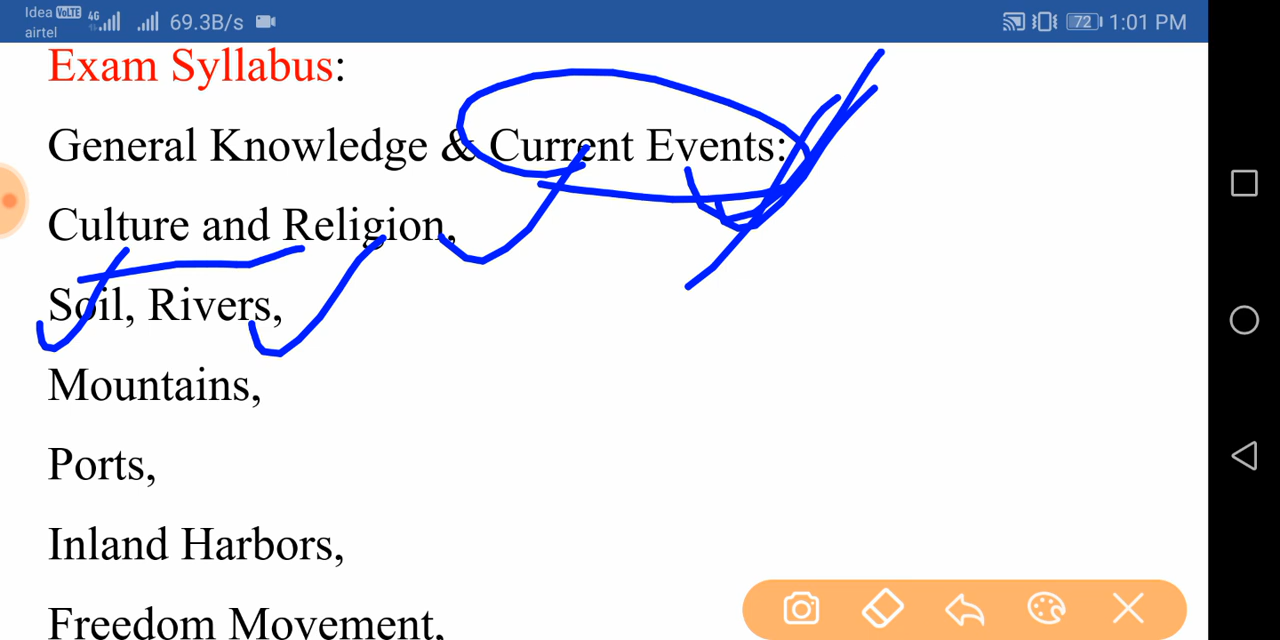 Idea VoLTE 4G 69.3B/s 72 1:01 PM
airtel
Exam Syllabus:
General Knowledge & Current Events:
Culture and Religion,
Soil, Rivers,
Mountains,
Ports,
Inland Harbors,
Freedom Movement,